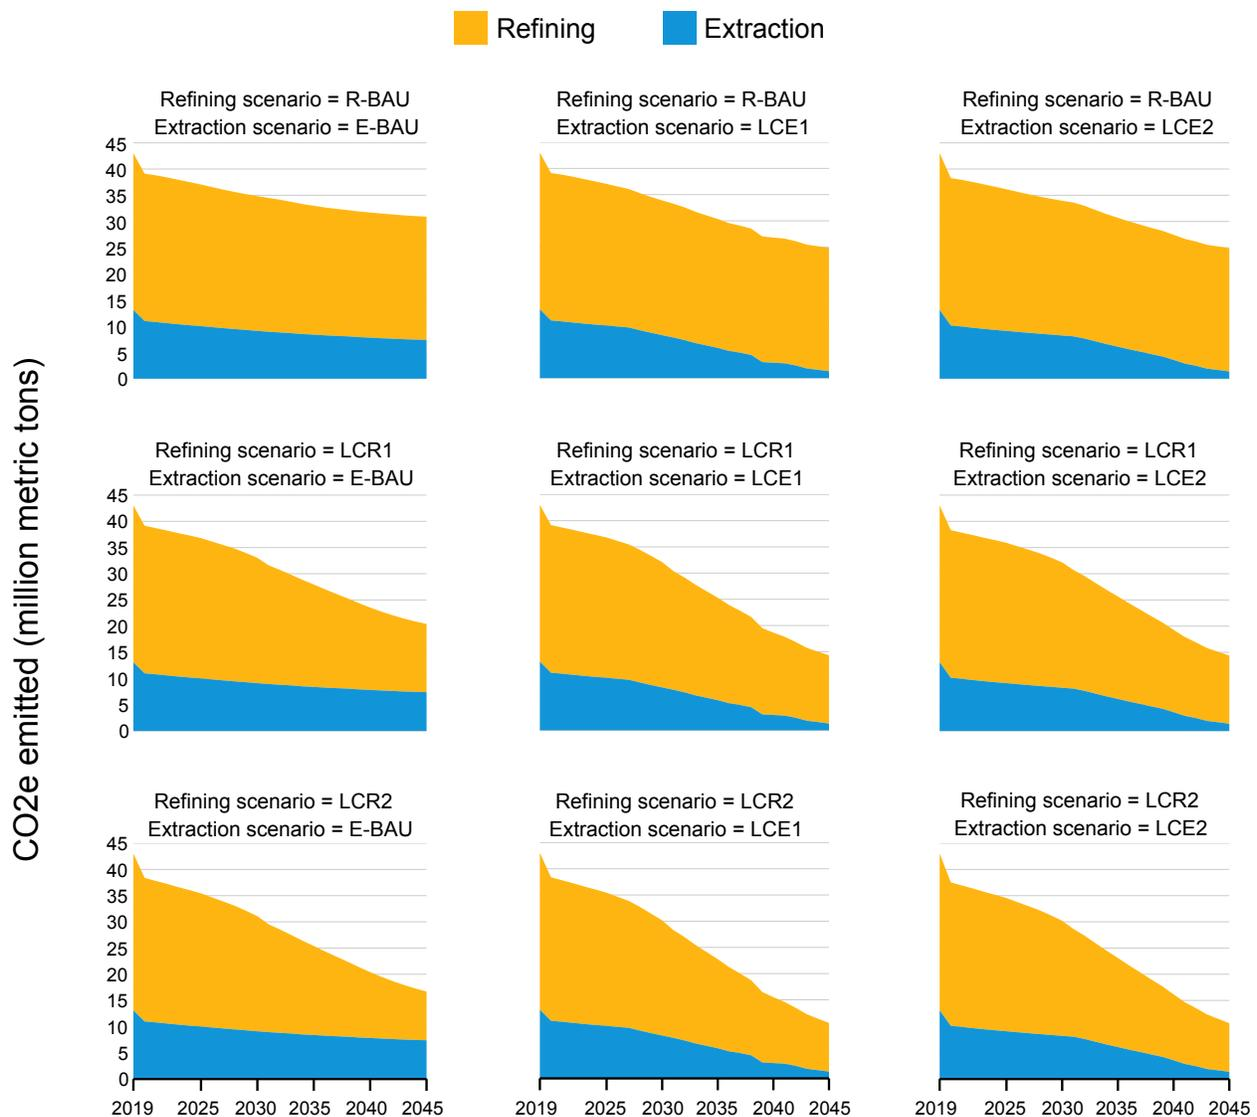 Refining Extraction
Refining scenario = R-BAU
Extraction scenario = E-BAU
Refining scenario = R-BAU
Extraction scenario = LCE1
Refining scenario = R-BAU
Extraction scenario = LCE2
45
40
35
30
25
20
15
10
5
0
CO2e emitted (million metric tons)
Refining scenario = LCR1
Extraction scenario = E-BAU
Refining scenario = LCR1
Extraction scenario = LCE1
Refining scenario = LCR1
Extraction scenario = LCE2
45
40
35
30
25
20
15
10
5
0
Refining scenario = LCR2
Extraction scenario = E-BAU
Refining scenario = LCR2
Extraction scenario = LCE1
Refining scenario = LCR2
Extraction scenario = LCE2
45
40
35
30
25
20
15
10
5
0
2019 2025 2030 2035 2040 2045
2019 2025 2030 2035 2040 2045
2019 2025 2030 2035 2040 2045